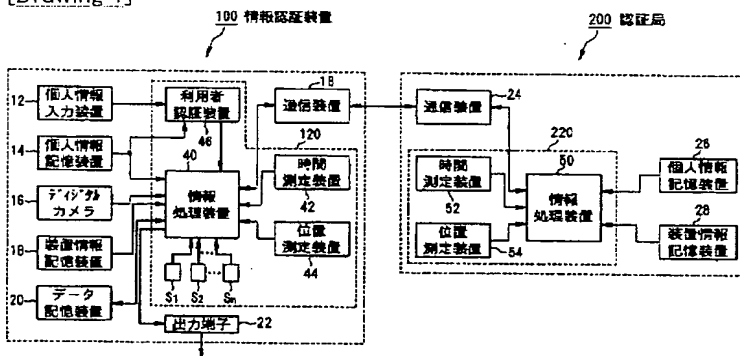 [Drawing 1]
100 情報認証装置
200 認証局
12
個人情報
入力装置
利用者
認証装置
46
18
通信装置
14
個人情報
記憶装置
120
40
情報
処理装置
時間
測定装置
42
16
ディジタル
カメラ
18
装置情報
記憶装置
位置
測定装置
44
20
データ
記憶装置
S1
S2
Sn
出力端子
22
24
通信装置
220
50
情報
処理装置
時間
測定装置
52
位置
測定装置
54
26
個人情報
記憶装置
28
装置情報
記憶装置